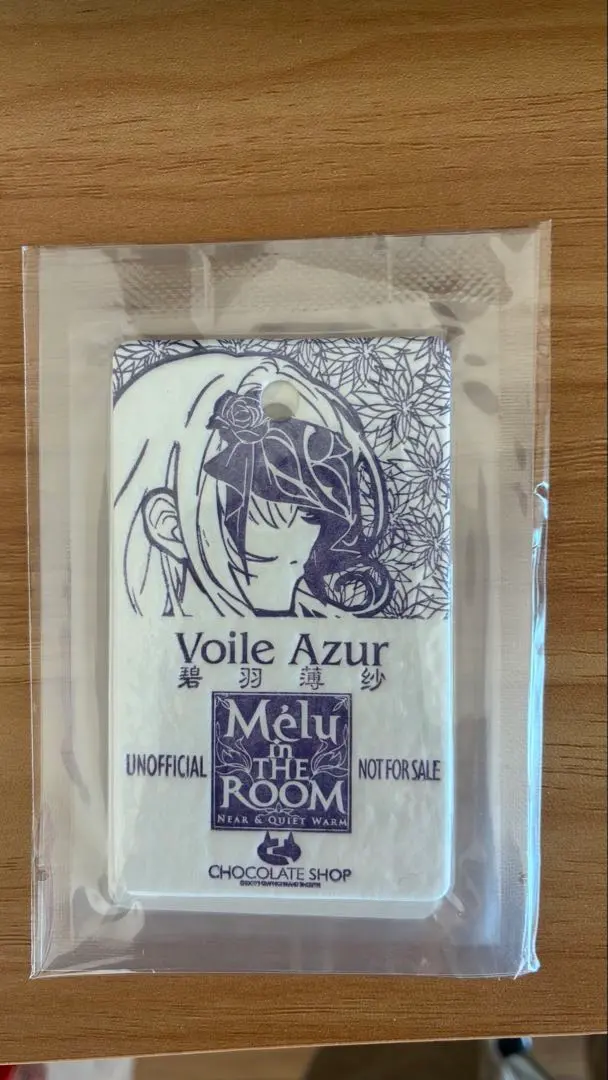 Voile Azur
碧 羽 薄 纱
Mélu
in
THE
ROOM
NEAR & QUIET WARM
UNOFFICIAL
NOT FOR SALE
CHOCOLATE SHOP